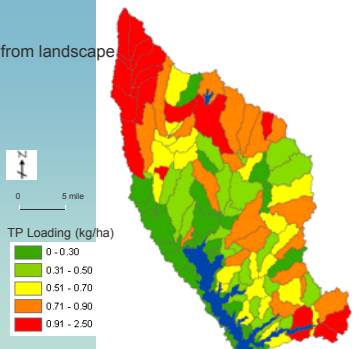 from landscape
N
0 5 mile
TP Loading (kg/ha)
0 - 0.30
0.31 - 0.50
0.51 - 0.70
0.71 - 0.90
0.91 - 2.50